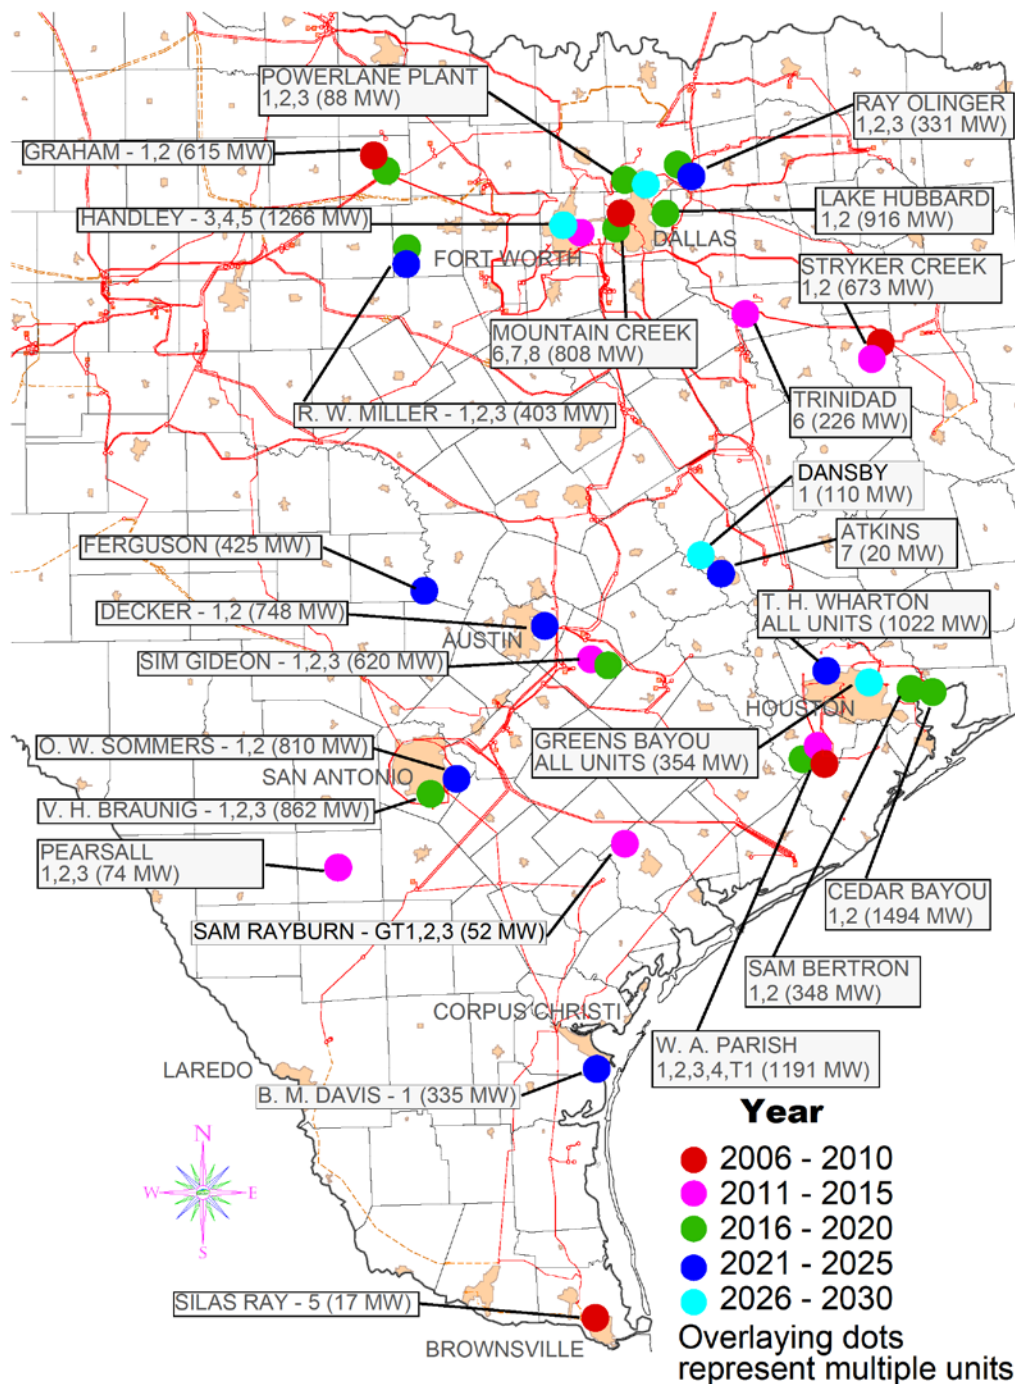 POWERLANE PLANT
1,2,3 (88 MW)
RAY OLINGER
1,2,3 (331 MW)
GRAHAM - 1,2 (615 MW)
LAKE HUBBARD
1,2 (916 MW)
HANDLEY - 3,4,5 (1266 MW)
DALLAS
FORT WORTH
STRYKER CREEK
1,2 (673 MW)
MOUNTAIN CREEK
6,7,8 (808 MW)
TRINIDAD
6 (226 MW)
R. W. MILLER - 1,2,3 (403 MW)
DANSBY
1 (110 MW)
ATKINS
7 (20 MW)
FERGUSON (425 MW)
T. H. WHARTON
ALL UNITS (1022 MW)
DECKER - 1,2 (748 MW)
AUSTIN
SIM GIDEON - 1,2,3 (620 MW)
HOUSTON
GREENS BAYOU
ALL UNITS (354 MW)
O. W. SOMMERS - 1,2 (810 MW)
SAN ANTONIO
V. H. BRAUNIG - 1,2,3 (862 MW)
PEARSALL
1,2,3 (74 MW)
CEDAR BAYOU
1,2 (1494 MW)
SAM RAYBURN - GT1,2,3 (52 MW)
SAM BERTRON
1,2 (348 MW)
CORPUS CHRISTI
W. A. PARISH
1,2,3,4,T1 (1191 MW)
LAREDO
B. M. DAVIS - 1 (335 MW)
Year
2006 - 2010
2011 - 2015
2016 - 2020
2021 - 2025
2026 - 2030
Overlaying dots
represent multiple units
N
W
E
S
SILAS RAY - 5 (17 MW)
BROWNSVILLE